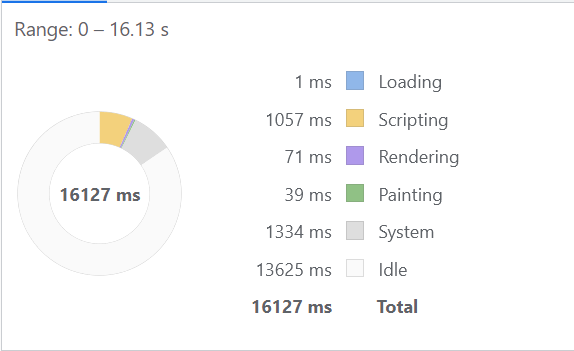 Range: 0 – 16.13 s
1 ms Loading
1057 ms Scripting
71 ms Rendering
39 ms Painting
1334 ms System
13625 ms Idle
16127 ms Total
16127 ms